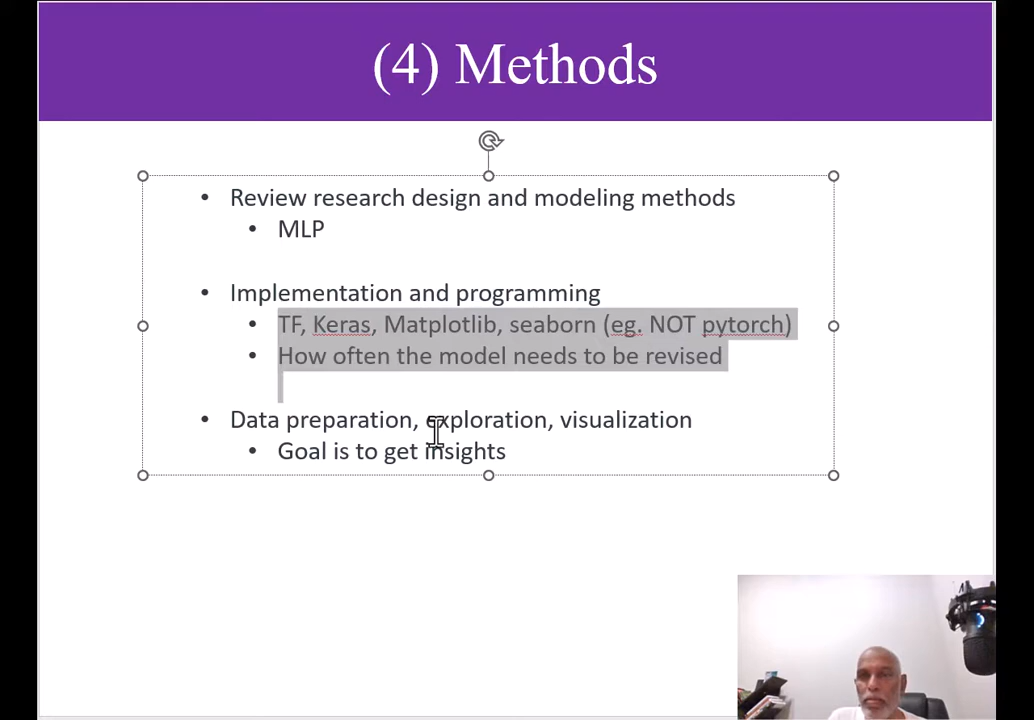 (4) Methods
• Review research design and modeling methods
• MLP
• Implementation and programming
• TF, Keras, Matplotlib, seaborn (eg. NOT pytorch)
• How often the model needs to be revised
• Data preparation, exploration, visualization
• Goal is to get insights